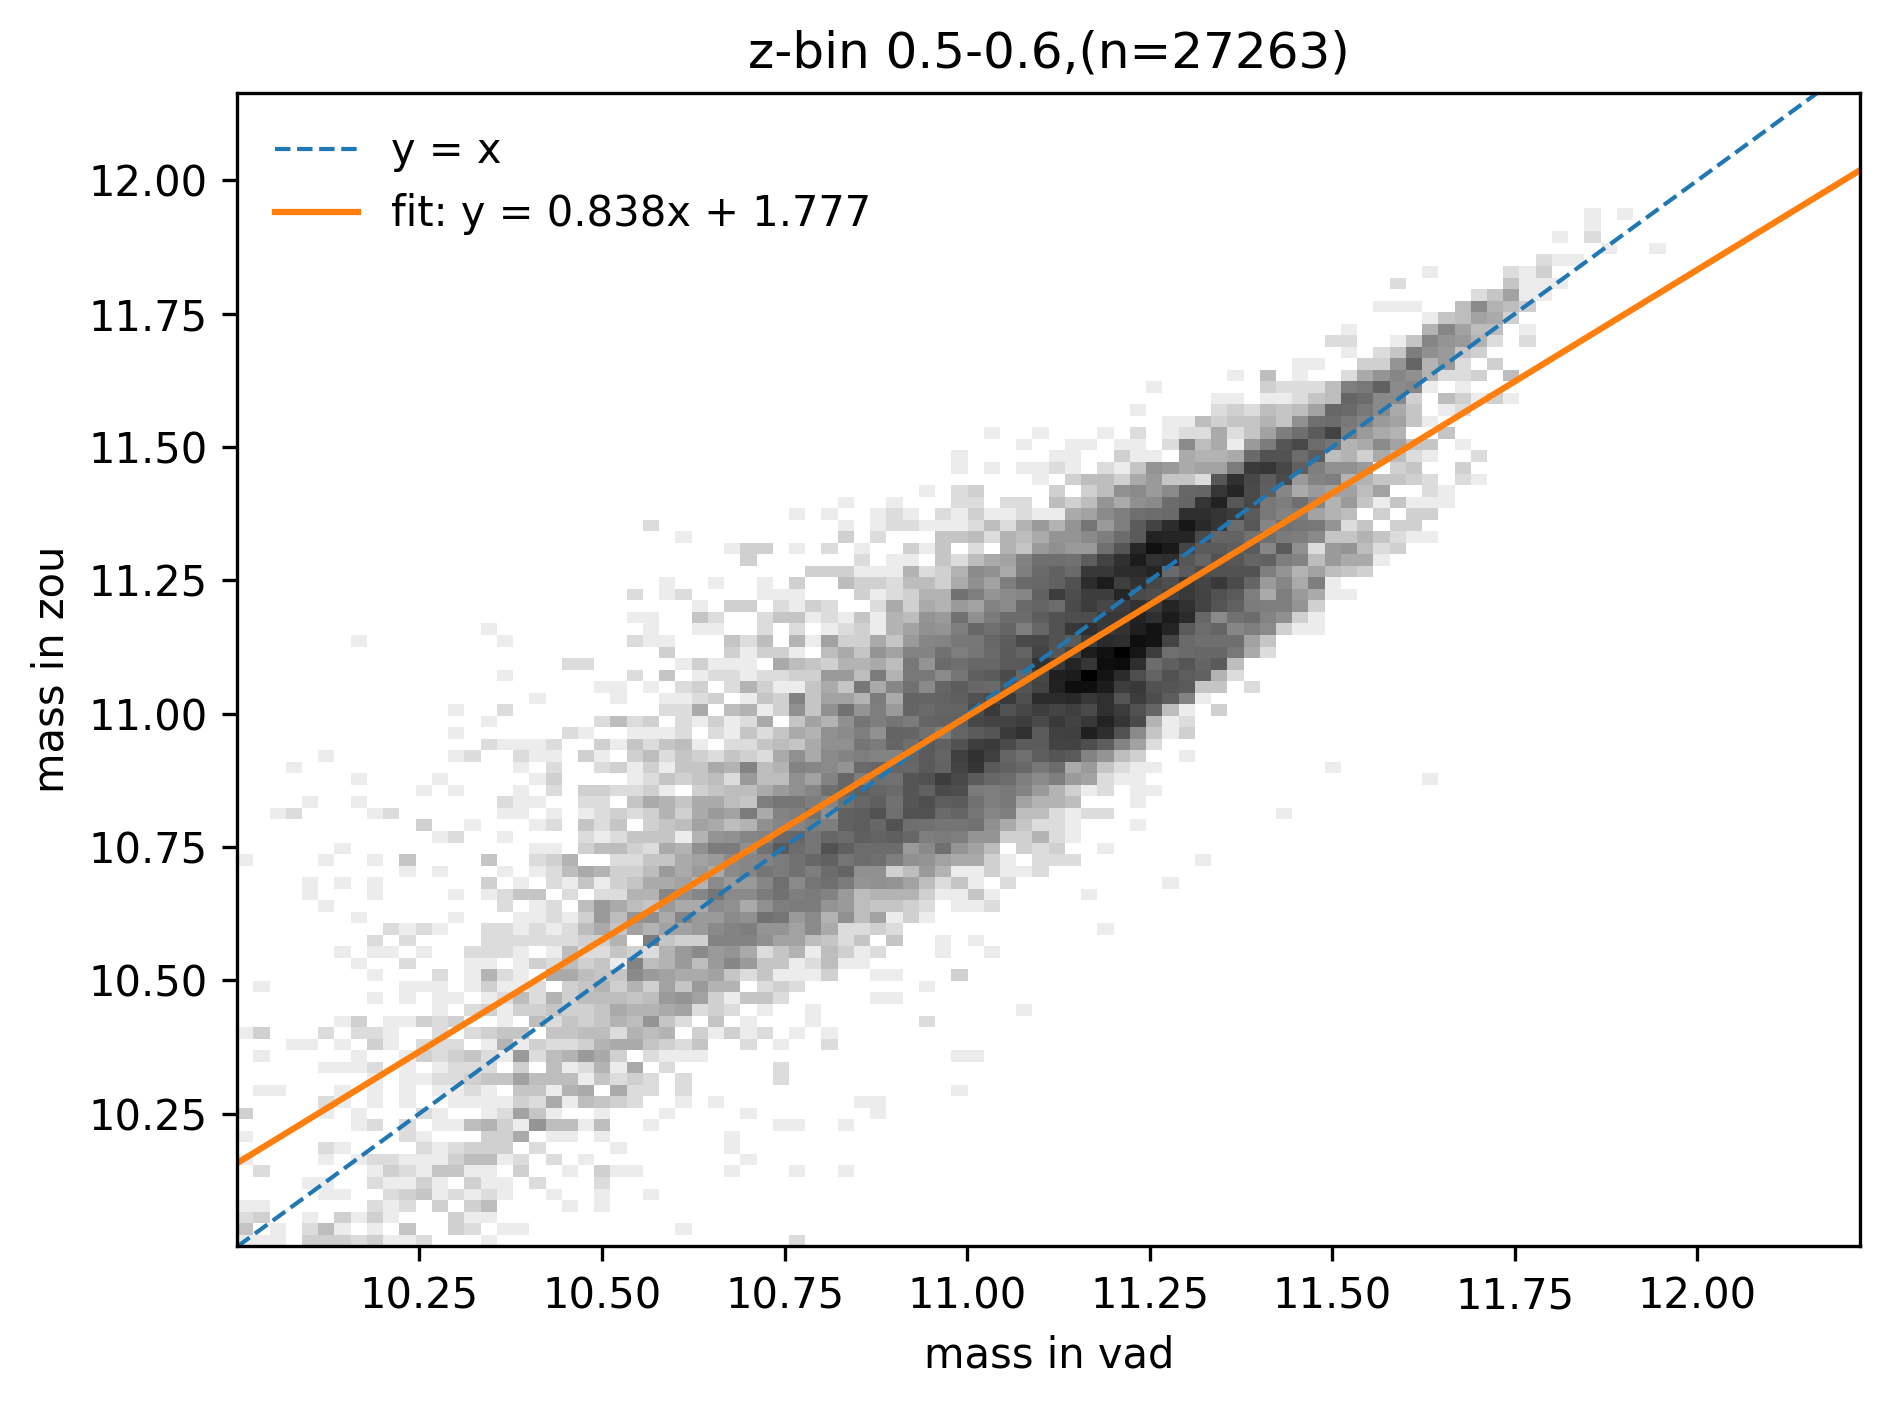 z-bin 0.5-0.6,(n=27263)
y = x
fit: y = 0.838x + 1.777
12.00
11.75
11.50
11.25
11.00
10.75
10.50
10.25
mass in zou
10.25 10.50 10.75 11.00 11.25 11.50 11.75 12.00
mass in vad